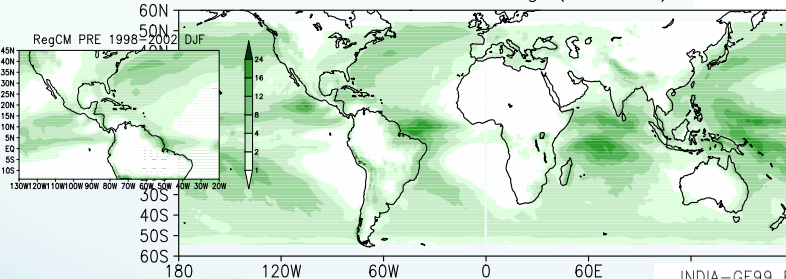 60N
50N
RegCM PRE 1998-2002 DJF
45N
40N
35N
30N
25N
20N
15N
10N
5N
EQ
5S
10S
130W 120W 110W 100W 90W 80W 70W 60W 50W 40W 30W 20W
24
16
12
8
4
2
1
30S
40S
50S
60S
180 120W 60W 0 60E
INDIA-GE99